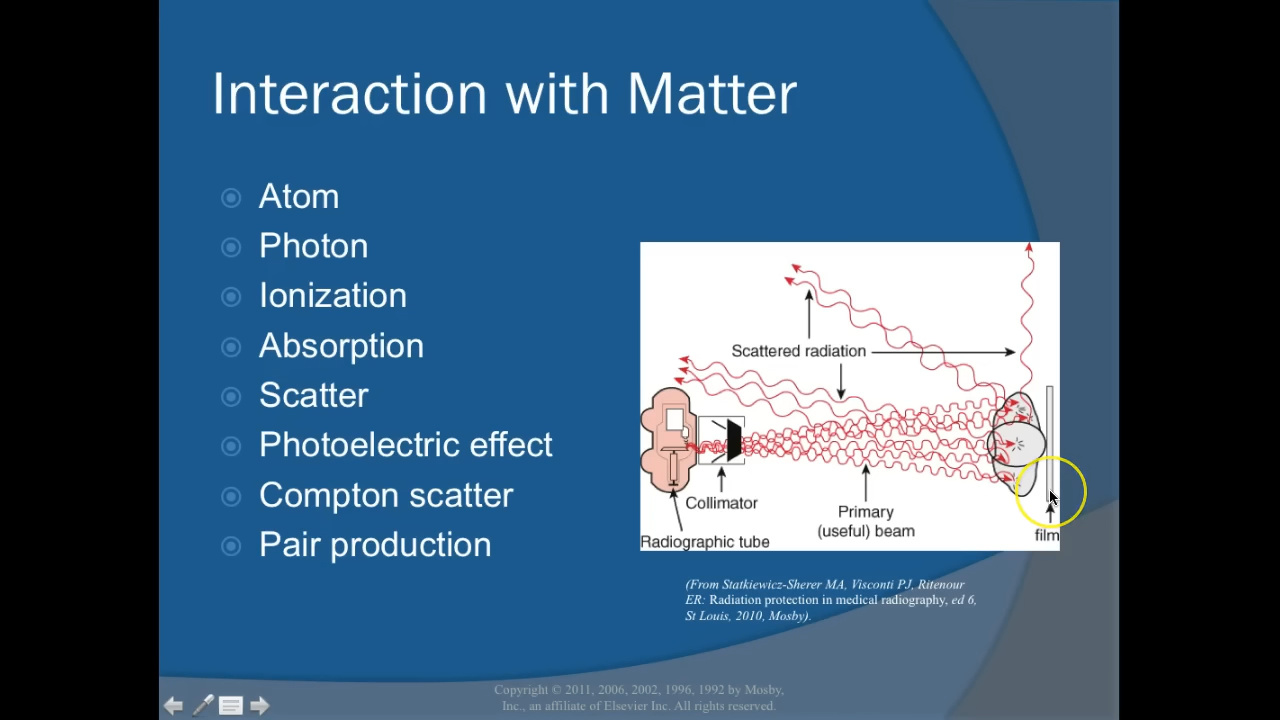 Interaction with Matter
Atom
Photon
Ionization
Absorption
Scatter
Photoelectric effect
Compton scatter
Pair production
Scattered radiation
Collimator
Primary
(useful) beam
Radiographic tube
film
(From Statkiewicz-Sherer MA, Visconti PJ, Ritenour
ER: Radiation protection in medical radiography, ed 6,
St Louis, 2010, Mosby).
Copyright © 2011, 2006, 2002, 1996, 1992 by Mosby,
Inc., an affiliate of Elsevier Inc. All rights reserved.